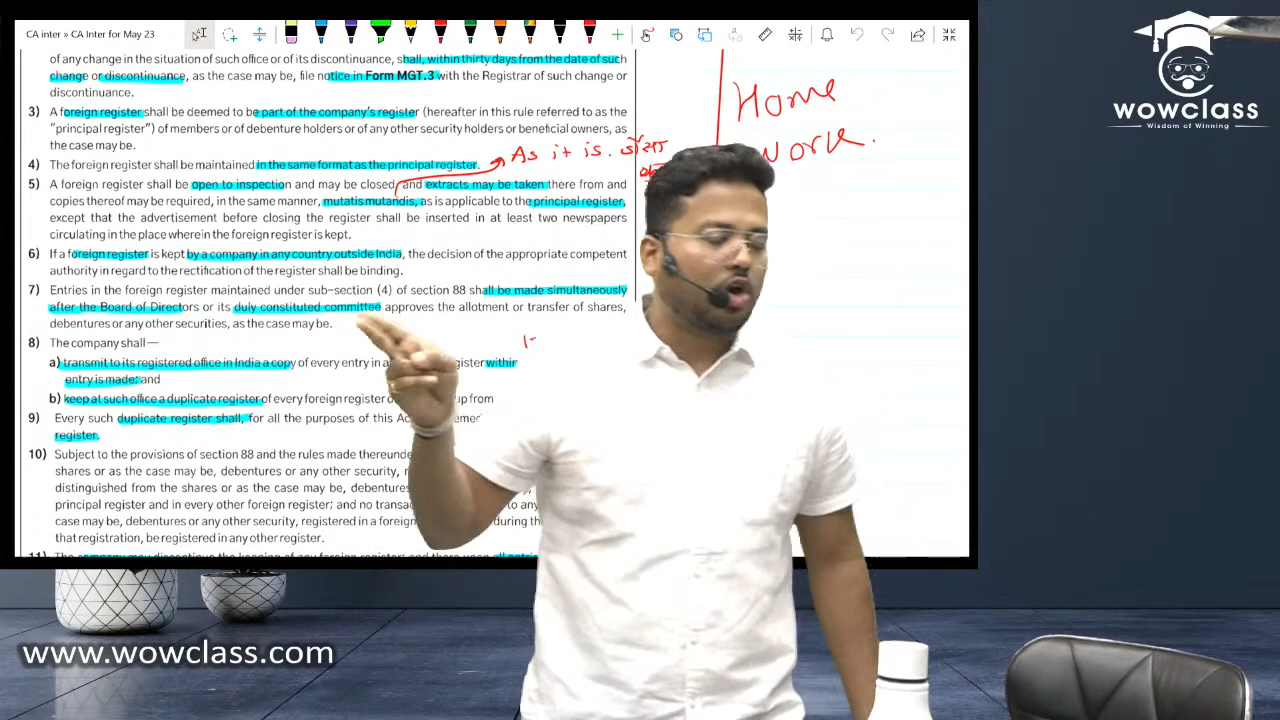 CA inter » CA Inter for May 23
of any change in the situation of such office or of its discontinuance, shall, within thirty days from the date of such
change or discontinuance, as the case may be, file notice in Form MGT.3 with the Registrar of such change or
discontinuance.
3) A foreign register shall be deemed to be part of the company's register (hereafter in this rule referred to as the
"principal register") of members or of debenture holders or of any other security holders or beneficial owners, as
the case may be.
4) The foreign register shall be maintained in the same format as the principal register.
As it is.
5) A foreign register shall be open to inspection and may be closed, and extracts may be taken there from and
copies thereof may be required, in the same manner, mutatis mutandis, as is applicable to the principal register,
except that the advertisement before closing the register shall be inserted in at least two newspapers
circulating in the place wherein the foreign register is kept.
6) If a foreign register is kept by a company in any country outside India, the decision of the appropriate competent
authority in regard to the rectification of the register shall be binding.
7) Entries in the foreign register maintained under sub-section (4) of section 88 shall be made simultaneously
after the Board of Directors or its duly constituted committee approves the allotment or transfer of shares,
debentures or any other securities, as the case may be.
8) The company shall—
a) transmit to its registered office in India a copy of every entry in within
entry is made; and
b) keep at such office a duplicate register of every foreign register up from
9) Every such duplicate register shall, for all the purposes of this
register.
10) Subject to the provisions of section 88 and the rules made
shares or as the case may be, debentures or any other security,
distinguished from the shares or as the case may be,
principal register and in every other foreign register; and no to any
case may be, debentures or any other security, registered in a foreign during the
that registration, be registered in any other register.
11) The company may discontinue the keeping of any foreign register; and
Home
work.
wowclass
Wisdom of Winning
www.wowclass.com